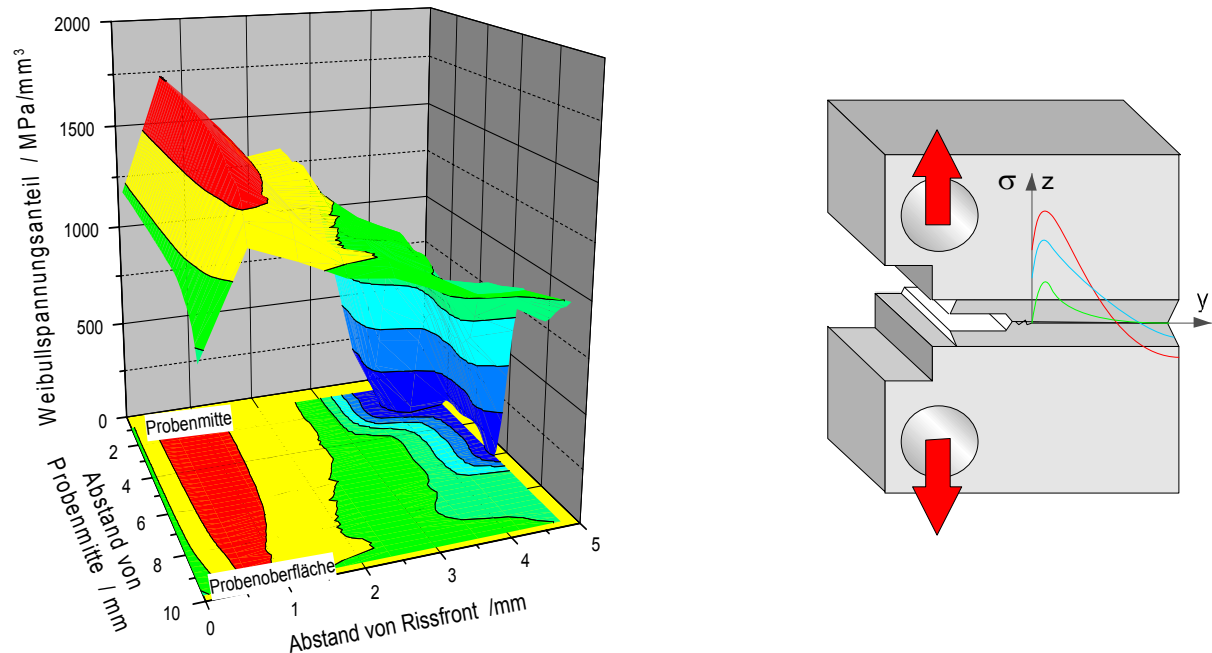 Weibullspannungsanteil / MPa/mm³
2000
1500
1000
500
0
0
2
4
6
8
10
Abstand von
Probenmitte / mm
Probenmitte
Probenoberfläche
0
1
2
3
4
5
Abstand von Rissfront /mm
σ z
y